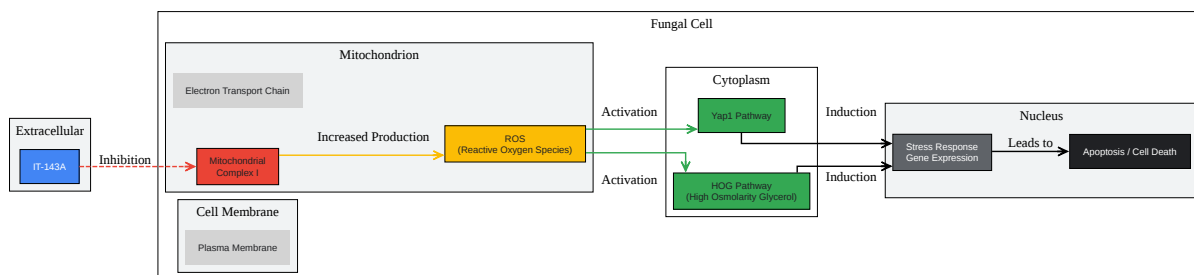 Fungal Cell
Mitochondrion
Electron Transport Chain
Extracellular
IT-143A
Inhibition
Mitochondrial
Complex I
Increased Production
ROS
(Reactive Oxygen Species)
Activation
Activation
Cytoplasm
Yap1 Pathway
HOG Pathway
(High Osmolarity Glycerol)
Induction
Induction
Nucleus
Stress Response
Gene Expression
Leads to
Apoptosis / Cell Death
Cell Membrane
Plasma Membrane